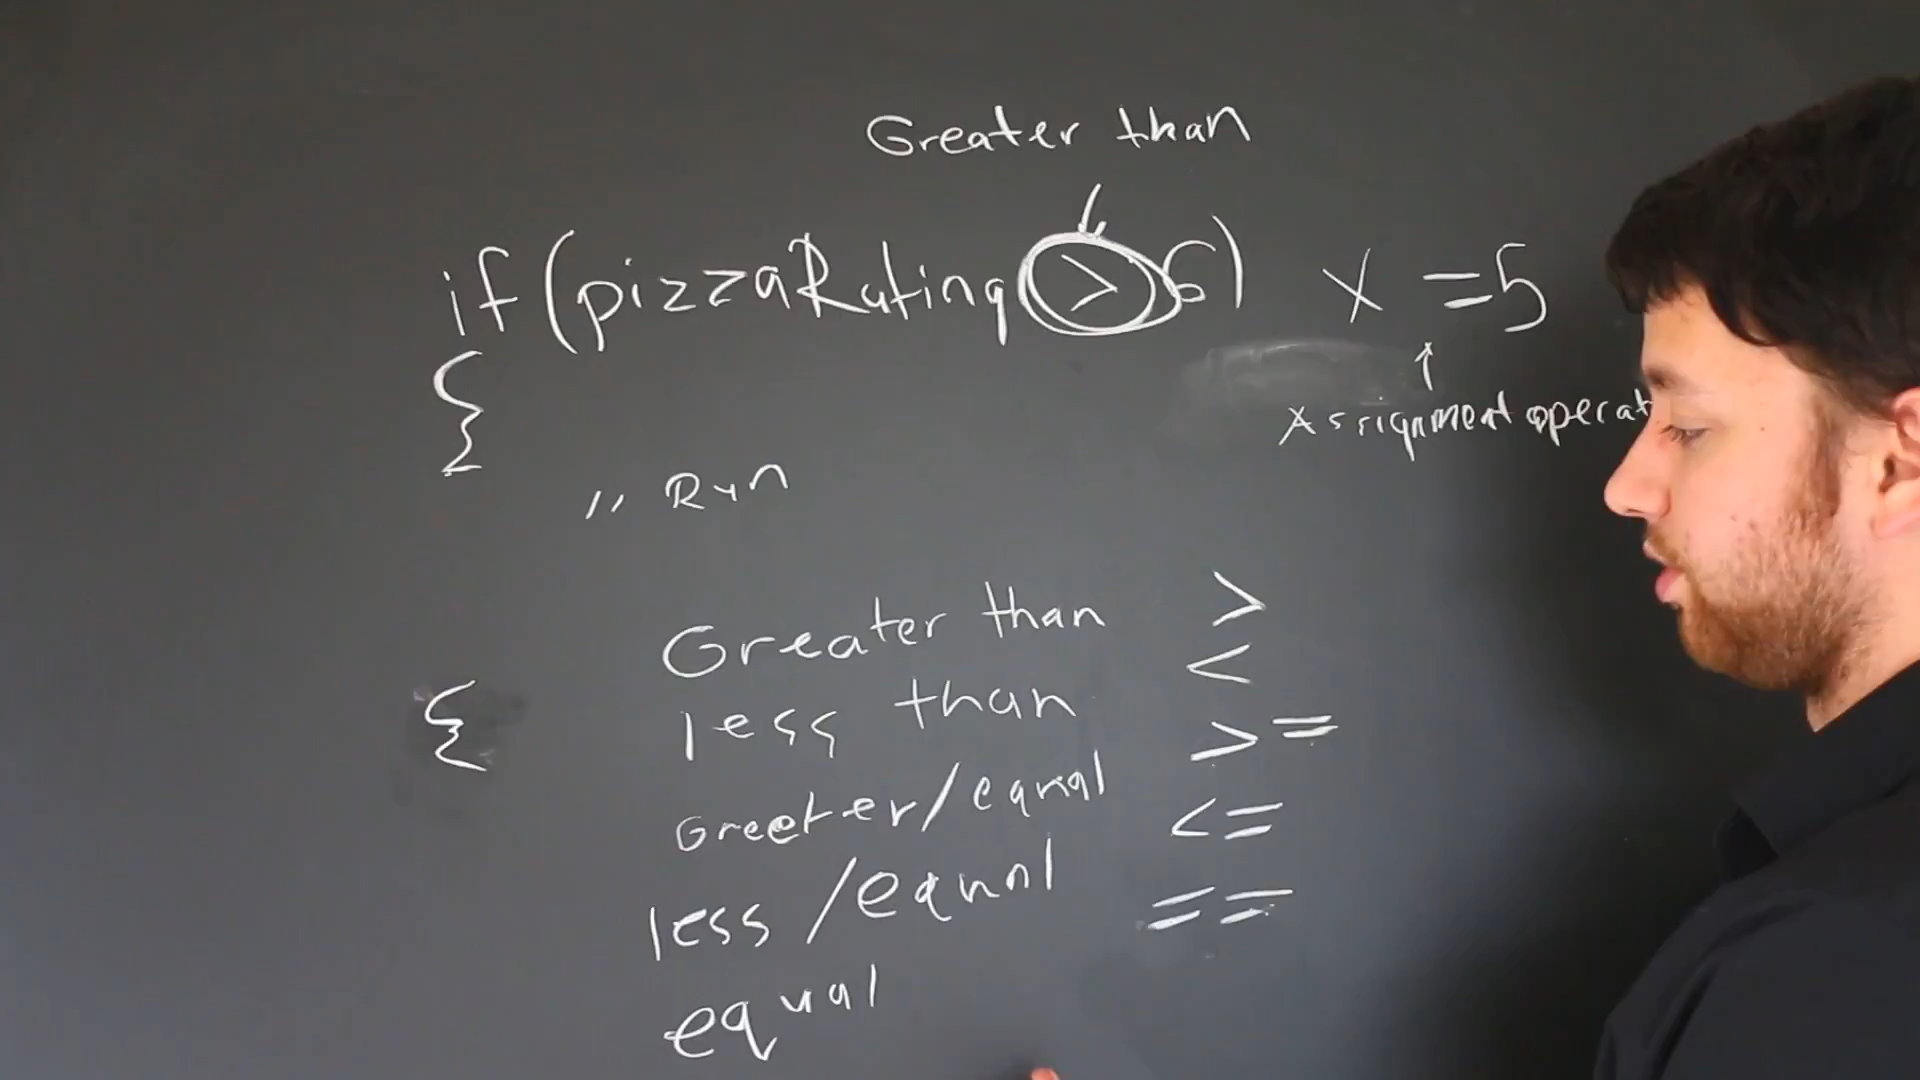 Greater than
if (pizzaRating > 6) x = 5
{
Assignment operat
// Run
Greater than >
less than <
{
Greeter/equal >=
less/equal <=
equal ==